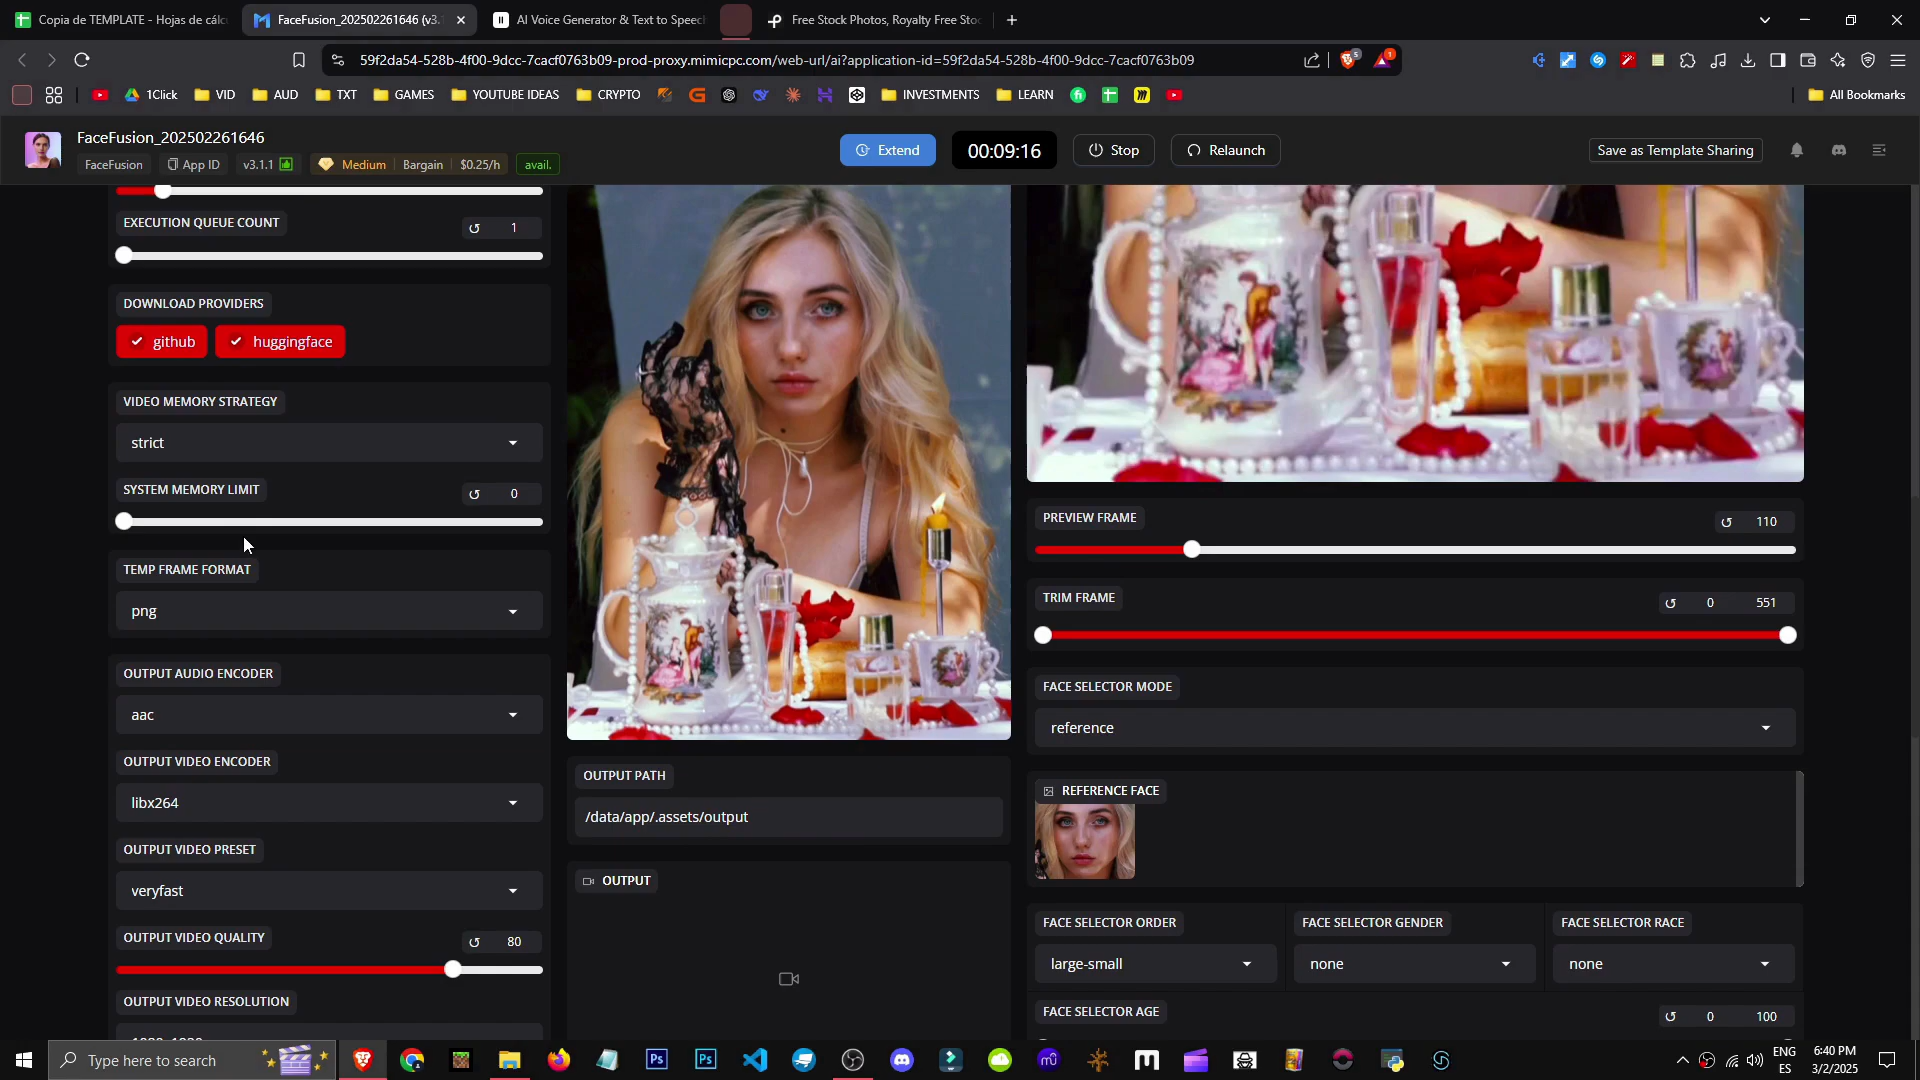 Copia de TEMPLATE - Hojas de cálcu
FaceFusion_202502261646 (v3.1
AI Voice Generator & Text to Speech
Free Stock Photos, Royalty Free Stoc
59f2da54-528b-4f00-9dcc-7cacf0763b09-prod-proxy.mimicpc.com/web-url/ai?application-id=59f2da54-528b-4f00-9dcc-7cacf0763b09
5
1
1Click
VID
AUD
TXT
GAMES
YOUTUBE IDEAS
CRYPTO
INVESTMENTS
LEARN
All Bookmarks
FaceFusion_202502261646
FaceFusion
App ID
v3.1.1
Medium
Bargain
$0.25/h
avail.
Extend
00:09:16
Stop
Relaunch
Save as Template Sharing
EXECUTION QUEUE COUNT
1
DOWNLOAD PROVIDERS
github
huggingface
VIDEO MEMORY STRATEGY
strict
SYSTEM MEMORY LIMIT
0
TEMP FRAME FORMAT
png
OUTPUT AUDIO ENCODER
aac
OUTPUT VIDEO ENCODER
libx264
OUTPUT VIDEO PRESET
veryfast
OUTPUT VIDEO QUALITY
80
OUTPUT VIDEO RESOLUTION
OUTPUT PATH
/data/app/.assets/output
OUTPUT
PREVIEW FRAME
110
TRIM FRAME
0
551
FACE SELECTOR MODE
reference
REFERENCE FACE
FACE SELECTOR ORDER
large-small
FACE SELECTOR GENDER
none
FACE SELECTOR RACE
none
FACE SELECTOR AGE
0
100
Type here to search
ENG
ES
6:40 PM
3/2/2025